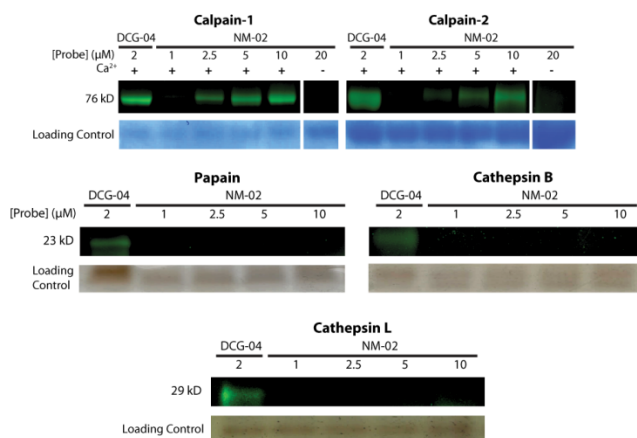 Calpain-1 Calpain-2
DCG-04 NM-02 DCG-04 NM-02
[Probe] (μM) 2 1 2.5 5 10 20 2 1 2.5 5 10 20
Ca²⁺ + + + + + - + + + + + -
76 kD
Loading Control
Papain Cathepsin B
DCG-04 NM-02 DCG-04 NM-02
[Probe] (μM) 2 1 2.5 5 10 2 1 2.5 5 10
23 kD
Loading
Control
Cathepsin L
DCG-04 NM-02
2 1 2.5 5 10
29 kD
Loading Control